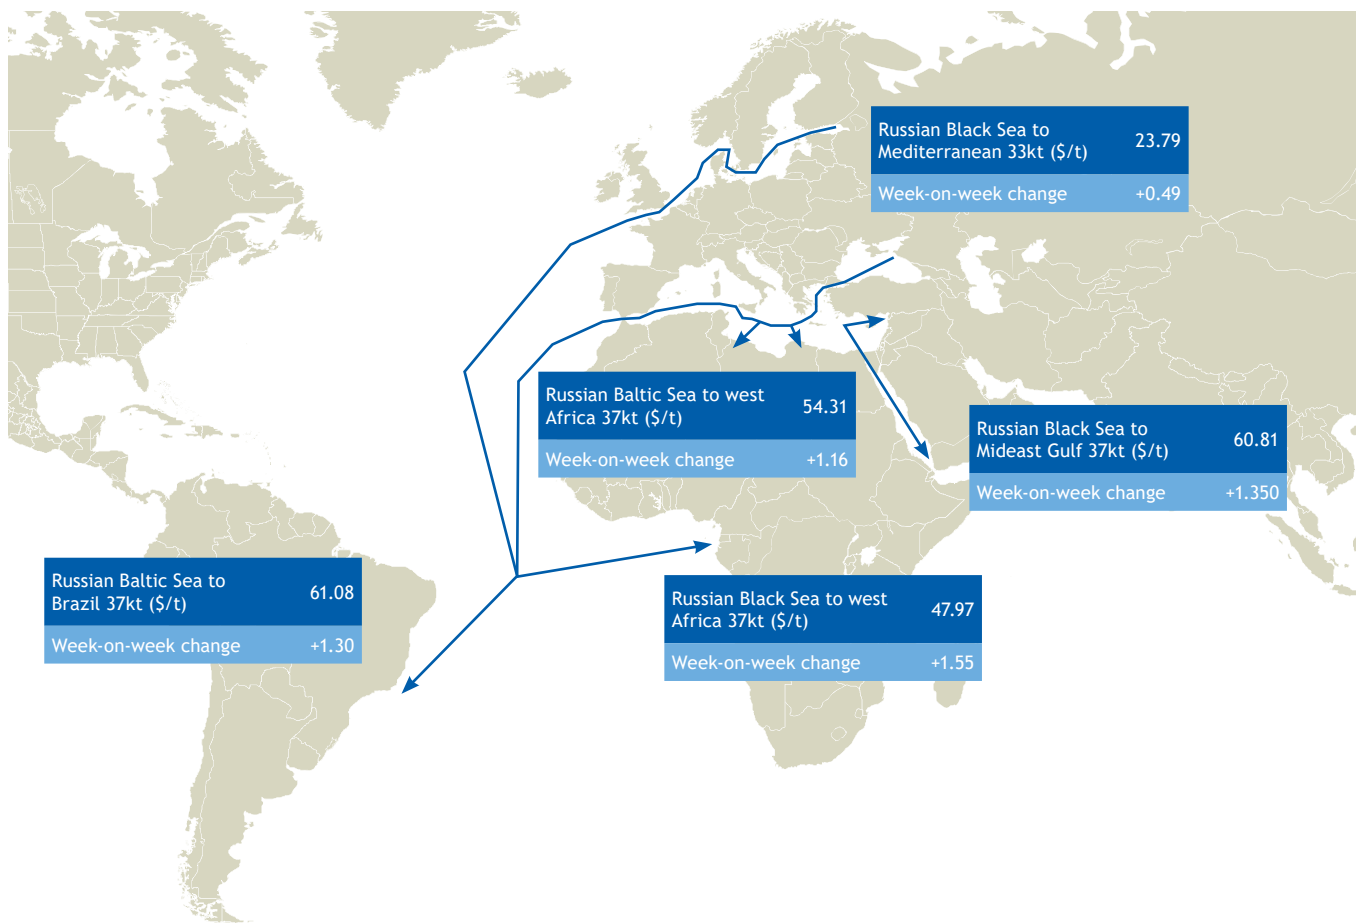 Russian Black Sea to
Mediterranean 33kt ($/t)
23.79
Week-on-week change
+0.49
Russian Baltic Sea to west
Africa 37kt ($/t)
54.31
Week-on-week change
+1.16
Russian Black Sea to
Mideast Gulf 37kt ($/t)
60.81
Week-on-week change
+1.350
Russian Baltic Sea to
Brazil 37kt ($/t)
61.08
Week-on-week change
+1.30
Russian Black Sea to west
Africa 37kt ($/t)
47.97
Week-on-week change
+1.55